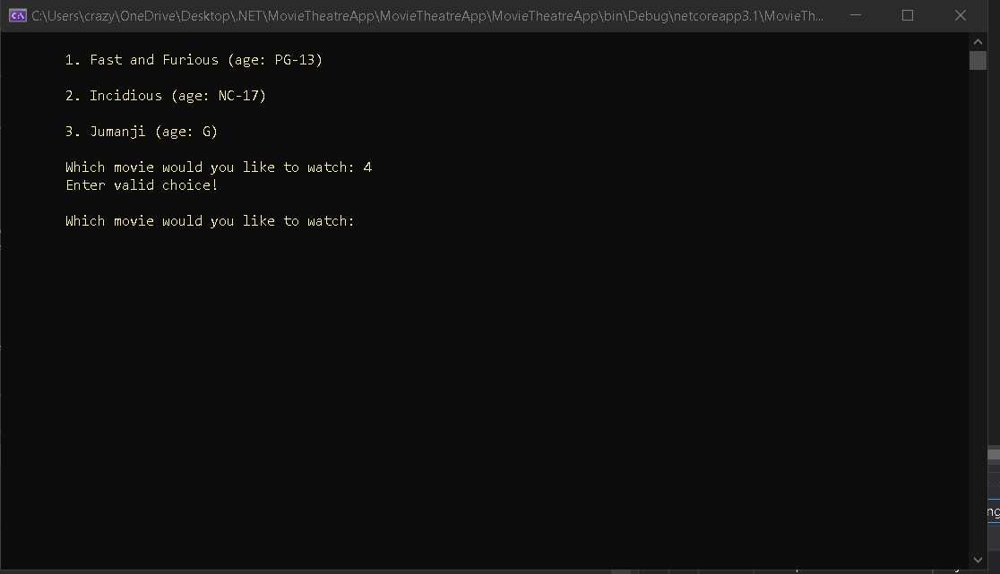 C:\Users\crazy\OneDrive\Desktop\.NET\MovieTheatreApp\MovieTheatreApp\MovieTheatreApp\bin\Debug\netcoreapp3.1\MovieTh...
1. Fast and Furious (age: PG-13)
2. Incidious (age: NC-17)
3. Jumanji (age: G)
Which movie would you like to watch: 4
Enter valid choice!
Which movie would you like to watch:
ng